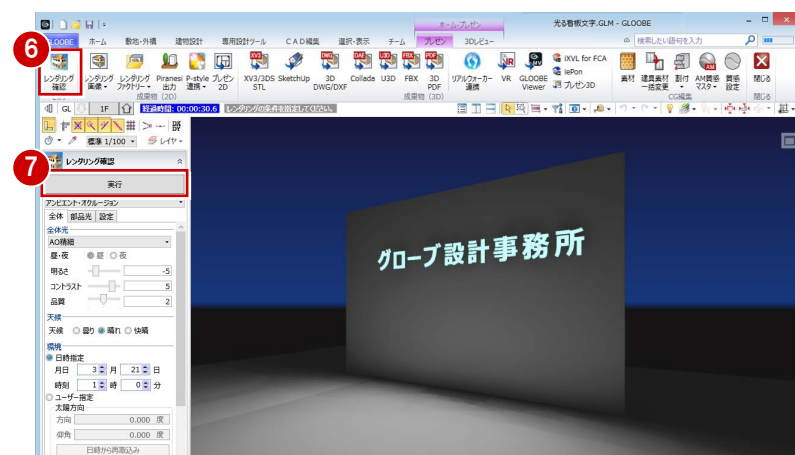 ホーム-プレゼン
光る看板文字.GLM - GLOOBE
6
GLOOBE ホーム 敷地・外構 建物設計 専用設計ツール CAD編集 選択・表示 チーム プレゼン 3Dレビュー 検索したい語句を入力
レンダリング確認 レンダリング画像 レンダリングファクトリー Piranesi出力 P-style連携 プレゼン2D XV3/3DS STL SketchUp 3D DWG/DXF Collada U3D FBX 3D PDF リアルウォーカー連携 VR GLOOBE Viewer iXVL for FCA lePon プレゼン3D 素材 建具素材一括変更 割付 AM質感マスタ 質感設定 閉じる
成果物 (2D) 成果物 (3D) CG編集 閉じる
GL 1F 経過時間: 00:00:30.6 レンダリングの条件を指定してください。
標準 1/100 レイヤ
レンダリング確認
7
実行
アンビエント・オクルージョン
全体 部品光 設定
全体光
AO精細
昼・夜 昼 夜
明るさ -5
コントラスト 5
品質 2
天候
天候 曇り 晴れ 快晴
環境
日時指定
月日 3 月 21 日
時刻 1 時 0 分
ユーザー指定
太陽方向
方向 0.000 度
仰角 0.000 度
日時から再取込み
グローブ設計事務所